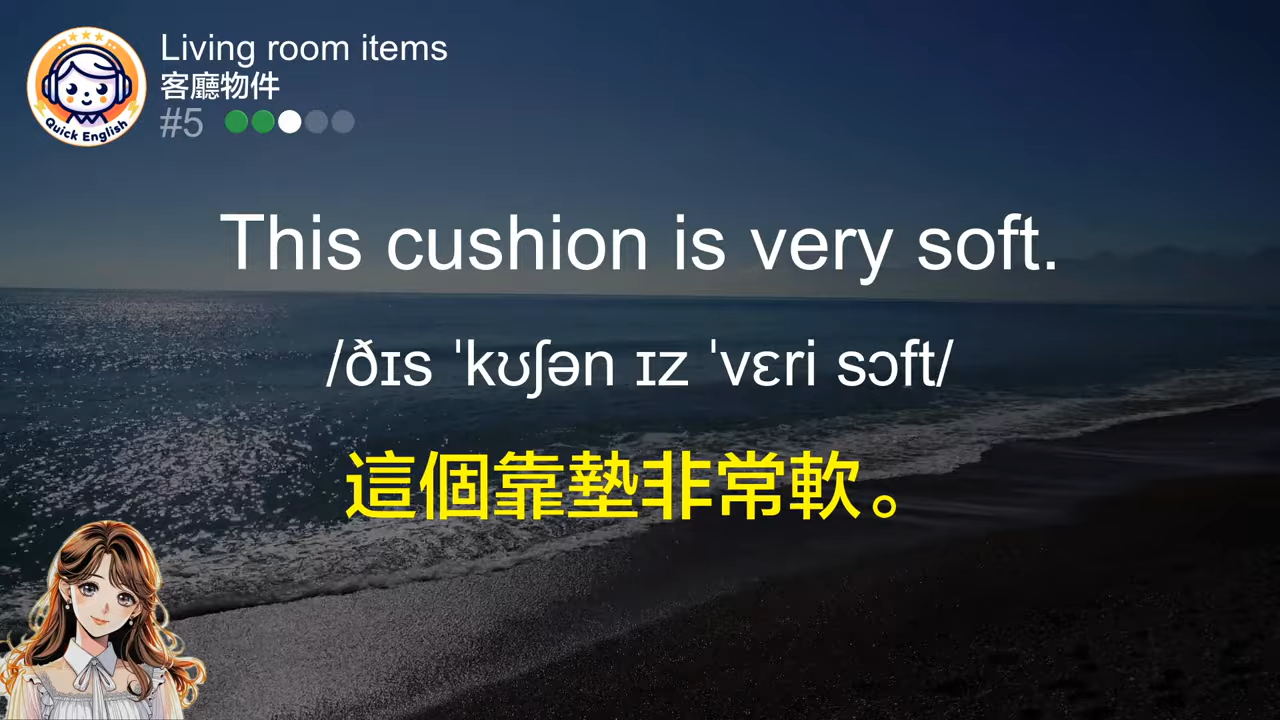 Living room items
客廳物件
#5
Quick English
This cushion is very soft.
/ðɪs ˈkʊʃən ɪz ˈvɛri sɔft/
這個靠墊非常軟。